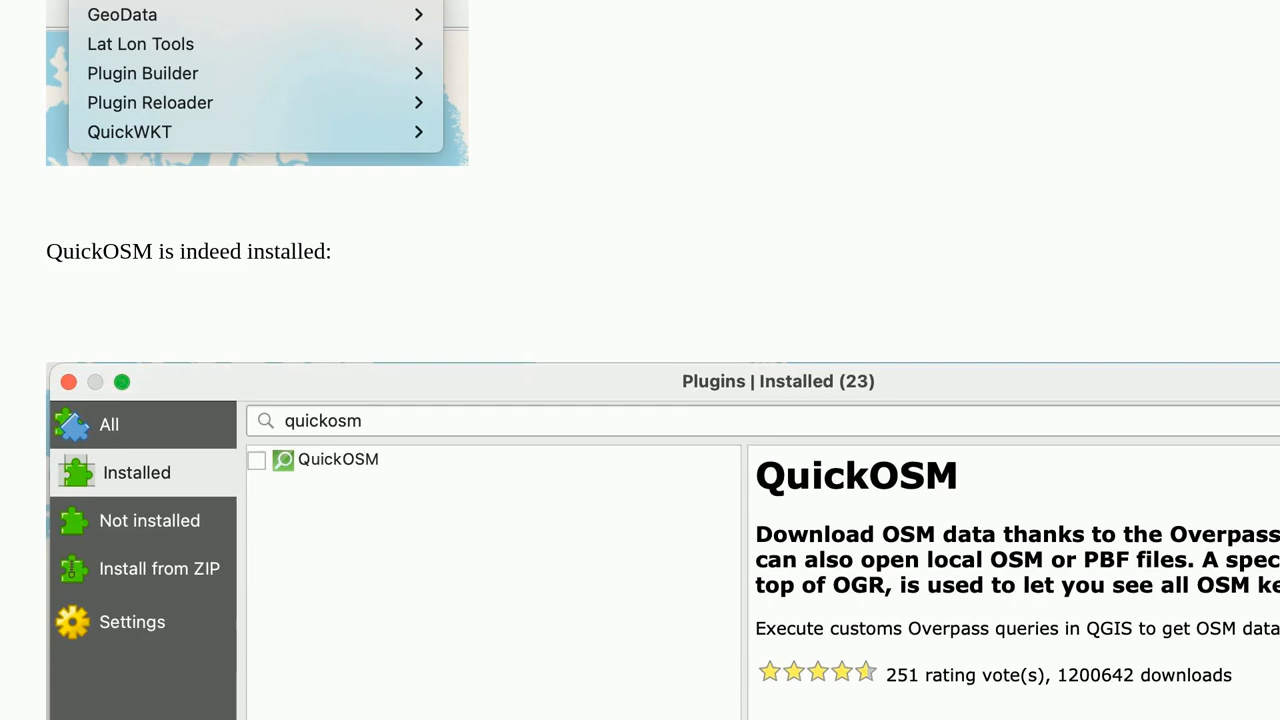 GeoData
Lat Lon Tools
Plugin Builder
Plugin Reloader
QuickWKT
QuickOSM is indeed installed:
Plugins | Installed (23)
All
Installed
Not installed
Install from ZIP
Settings
quickosm
QuickOSM
QuickOSM
Download OSM data thanks to the Overpass
can also open local OSM or PBF files. A spec
top of OGR, is used to let you see all OSM ke
Execute customs Overpass queries in QGIS to get OSM data
251 rating vote(s), 1200642 downloads